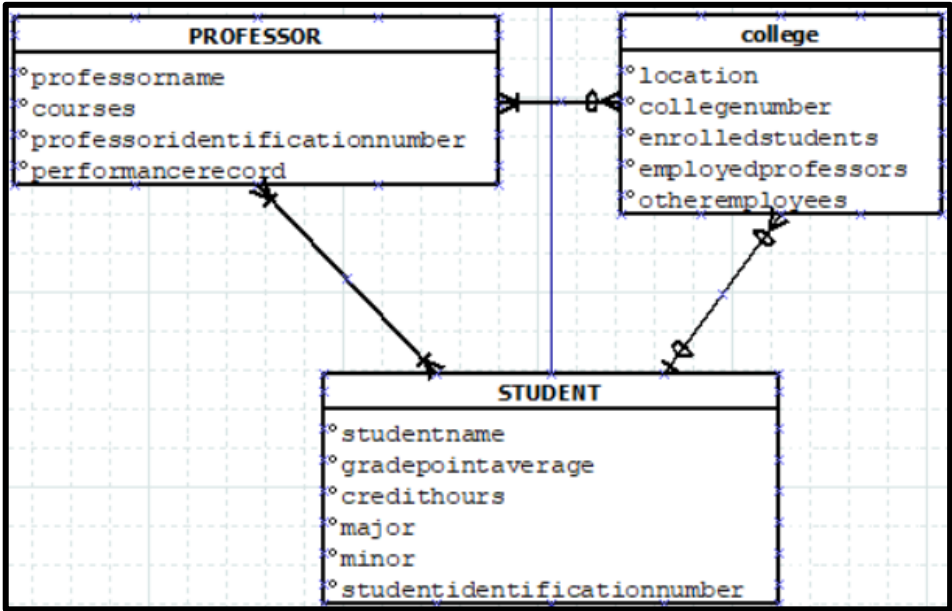 PROFESSOR
professorname
courses
professoridentificationnumber
performancerecord
college
location
collegenumber
enrolledstudents
employedprofessors
otheremployees
STUDENT
studentname
gradepointaverage
credithours
major
minor
studentidentificationnumber